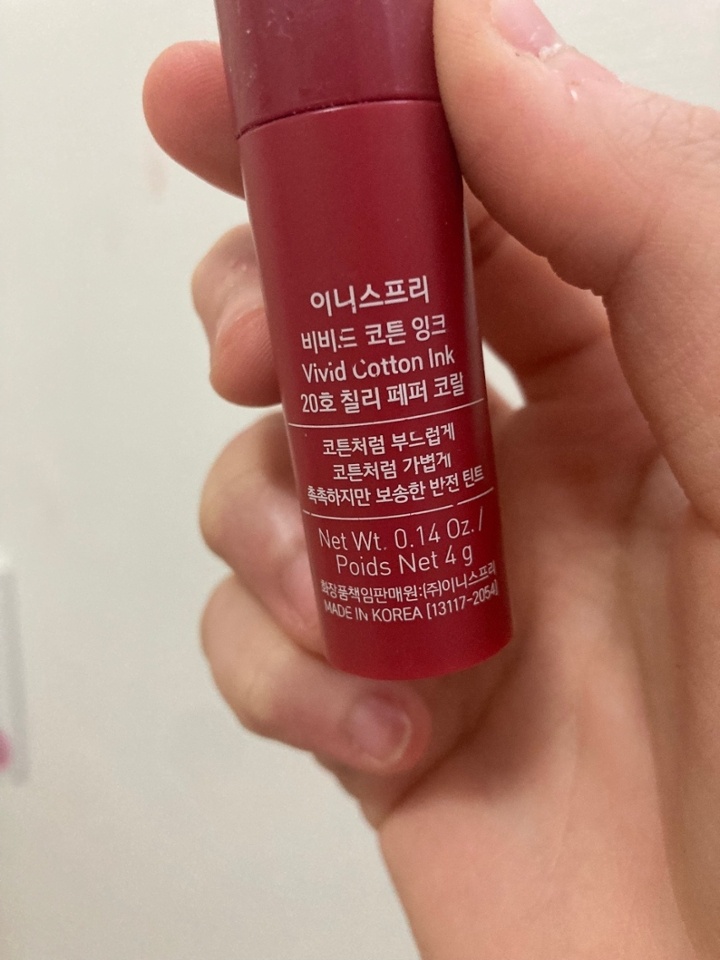 이니스프리
비비드 코튼 잉크
Vivid Cotton Ink
20호 칠리 페퍼 코랄
코튼처럼 부드럽게
코튼처럼 가볍게
촉촉하지만 보송한 반전 틴트
Net Wt. 0.14 Oz./
Poids Net 4 g
화장품책임판매원:(주)이니스프리
MADE IN KOREA [13117-2054]